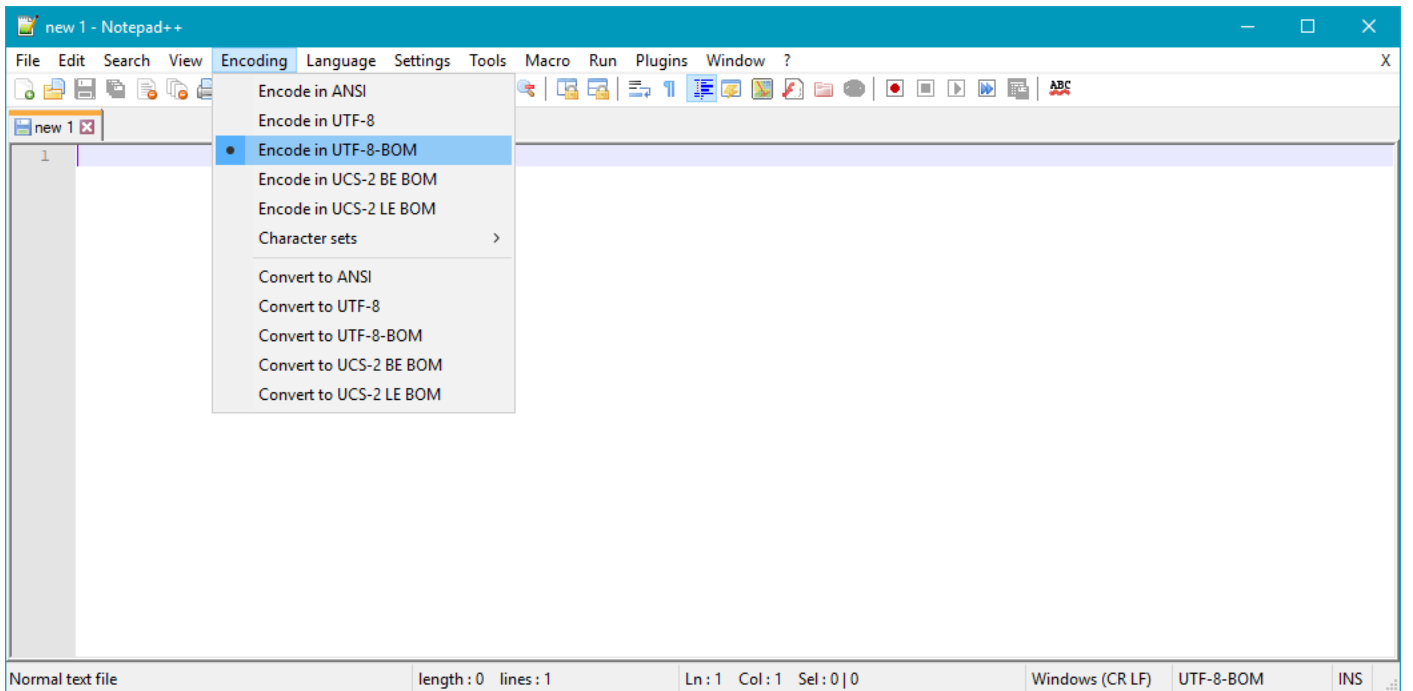 new 1 - Notepad++
File Edit Search View Encoding Language Settings Tools Macro Run Plugins Window ? X
ABC
new 1
1
Encode in ANSI
Encode in UTF-8
Encode in UTF-8-BOM
Encode in UCS-2 BE BOM
Encode in UCS-2 LE BOM
Character sets
Convert to ANSI
Convert to UTF-8
Convert to UTF-8-BOM
Convert to UCS-2 BE BOM
Convert to UCS-2 LE BOM
Normal text file length : 0 lines : 1 Ln : 1 Col : 1 Sel : 0 | 0 Windows (CR LF) UTF-8-BOM INS